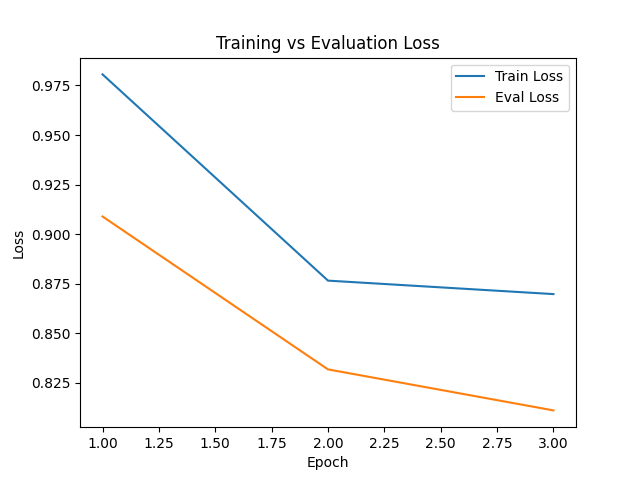 Training vs Evaluation Loss
Train Loss
Eval Loss
0.975
0.950
0.925
0.900
0.875
0.850
0.825
Loss
1.00 1.25 1.50 1.75 2.00 2.25 2.50 2.75 3.00
Epoch